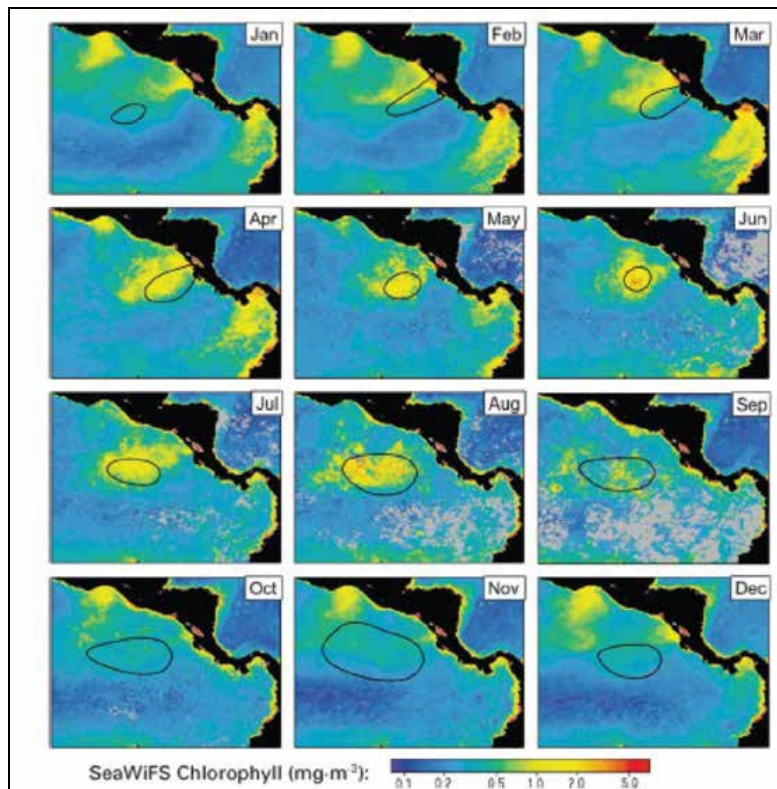 Jan Feb Mar
Apr May Jun
Jul Aug Sep
Oct Nov Dec
SeaWiFS Chlorophyll (mg·m⁻³):
0.1 0.2 0.5 1.0 2.0 5.0